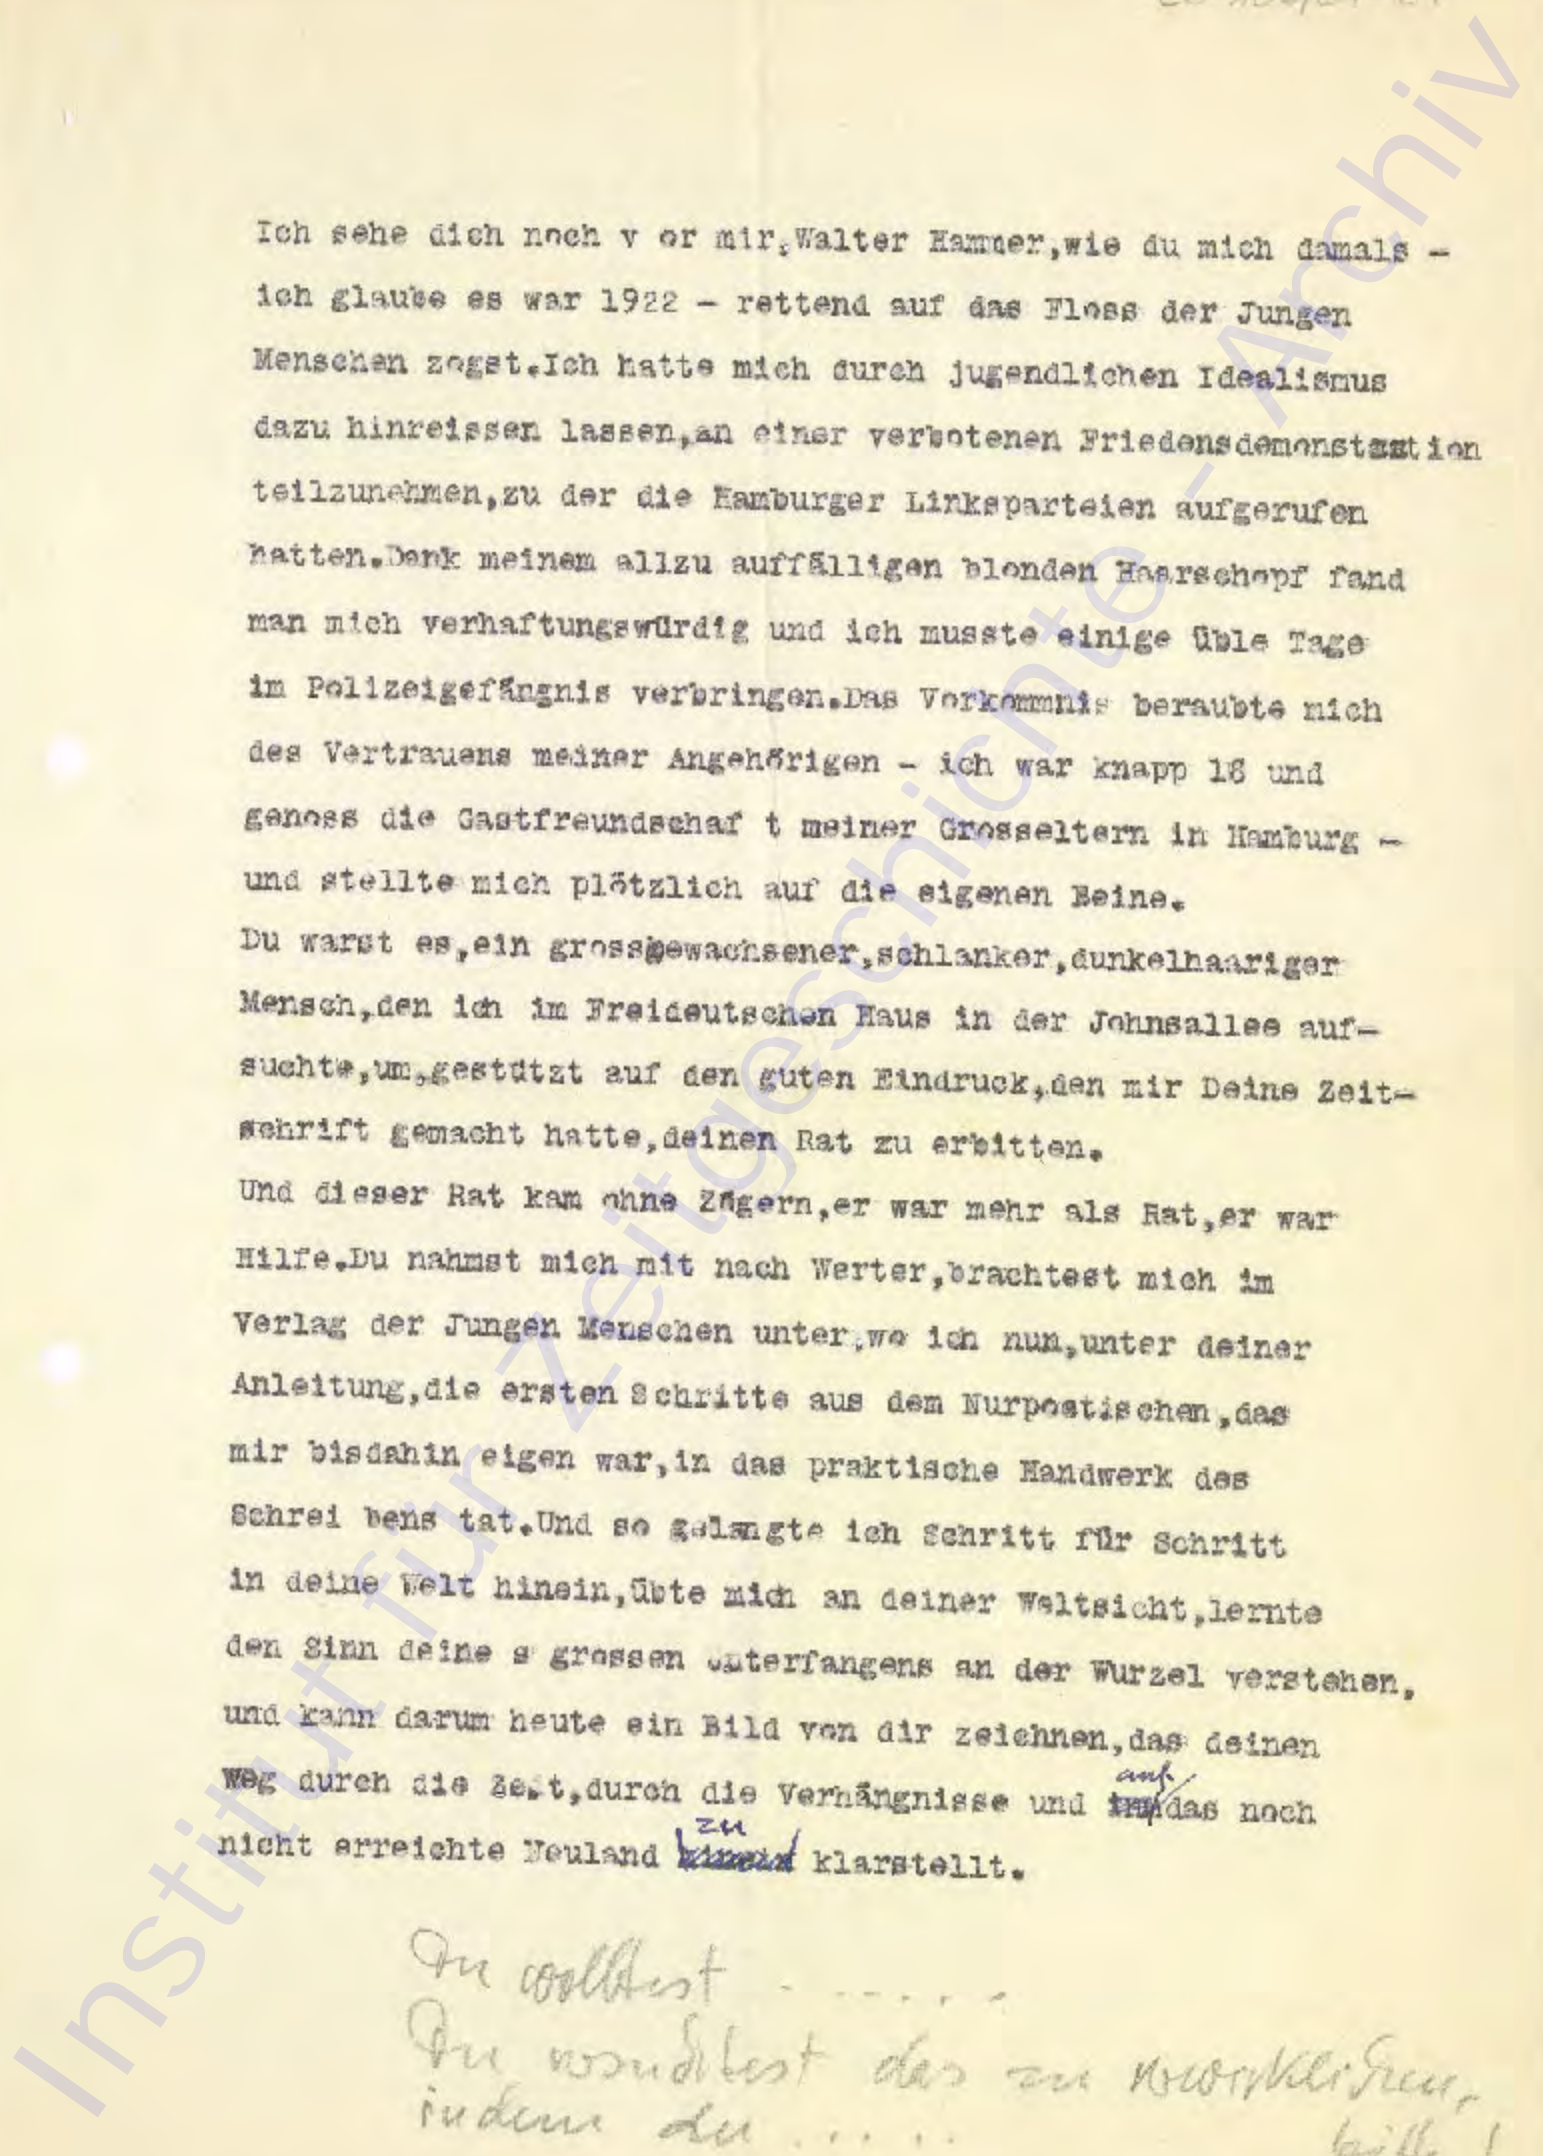 Ich sehe dich noch v or mir,Walter Hammer,wie du mich damals -
ich glaube es war 1922 - rettend auf das Floss der Jungen
Menschen zogst.Ich hatte mich durch jugendlichen Idealismus
dazu hinreissen lassen,an einer verbotenen Friedensdemonstration
teilzunehmen,zu der die Hamburger Linksparteien aufgerufen
hatten.Dank meinem allzu auffälligen blonden Haarschopf fand
man mich verhaftungswürdig und ich musste einige üble Tage
im Polizeigefängnis verbringen.Das Vorkommnis beraubte mich
des Vertrauens meiner Angehörigen - ich war knapp 18 und
genoss die Gastfreundschaf t meiner Grosseltern in Hamburg -
und stellte mich plötzlich auf die eigenen Beine.
Du warst es,ein grossgewachsener,schlanker,dunkelhaariger
Mensch,den ich im Freideutschen Haus in der Johnsallee auf-
suchte,um,gestützt auf den guten Eindruck,den mir Deine Zeit-
schrift gemacht hatte,deinen Rat zu erbitten.
Und dieser Rat kam ohne Zögern,er war mehr als Rat,er war
Hilfe.Du nahmst mich mit nach Werter,brachtest mich im
Verlag der Jungen Menschen unter,wo ich nun,unter deiner
Anleitung,die ersten Schritte aus dem Nurpoetischen,das
mir bisdahin eigen war,in das praktische Handwerk des
Schrei bens tat.Und so gelangte ich Schritt für Schritt
in deine Welt hinein,übte mich an deiner Weltsicht,lernte
den Sinn deine s grossen Unterfangens an der Wurzel verstehen,
und kann darum heute ein Bild von dir zeichnen,das deinen
Weg durch die Zeit,durch die Verhängnisse und auf das noch
nicht erreichte Neuland zu klarstellt.
Du wolltest . . . . . .
Du versuchtest das zu verwirklichen,
indem du . . . . .
bitte!
Institut für Zeitgeschichte - Archiv